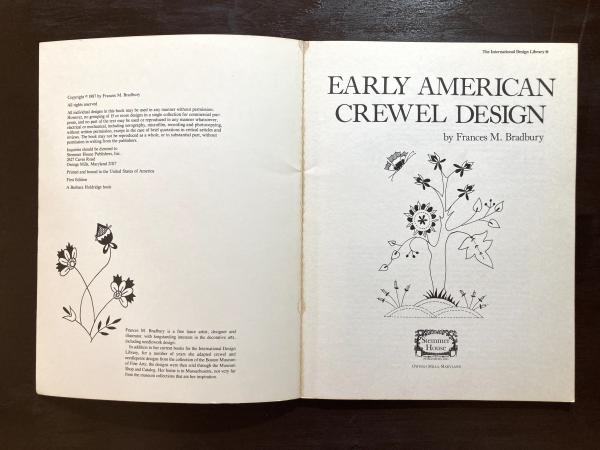 Copyright © 1987 by Frances M. Bradbury
All rights reserved
All individual designs in this book may be used in any manner without permission.
However, no grouping of 15 or more designs in a single collection for commercial pur-
poses, and no part of the text may be used or reproduced in any manner whatsoever,
electrical or mechanical, including xerography, microfilm, recording and photocopying,
without written permission, except in the case of brief quotations in critical articles and
reviews. The book may not be reproduced as a whole, or in substantial part, without
permission in writing from the publishers.
Inquiries should be directed to
Stemmer House Publishers, Inc.
2627 Caves Road
Owings Mills, Maryland 21117
Printed and bound in the United States of America
First Edition
A Barbara Holdridge book
Frances M. Bradbury is a free lance artist, designer and
illustrator, with longstanding interests in the decorative arts,
including needlework design.
In addition to her current books for the International Design
Library, for a number of years she adapted crewel and
needlepoint designs from the collection of the Boston Museum
of Fine Arts; the designs were then sold through the Museum
Shop and Catalog. Her home is in Massachusetts, not very far
from the museum collections that are her inspiration.
The International Design Library®
EARLY AMERICAN
CREWEL DESIGN
by Frances M. Bradbury
Stemmer
House
OWINGS MILLS, MARYLAND